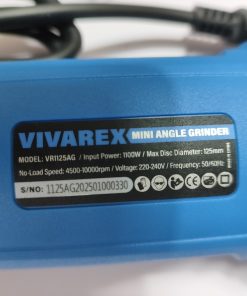 VIVAREX MINI ANGLE GRINDER
Model: VR1125AG / Input Power: 1100W / Max Disc Diameter: 125mm
No-Load Speed: 4500-10000rpm / Voltage: 220-240V / Frequency: 50/60Hz
S/NO: 1125AG202501000330